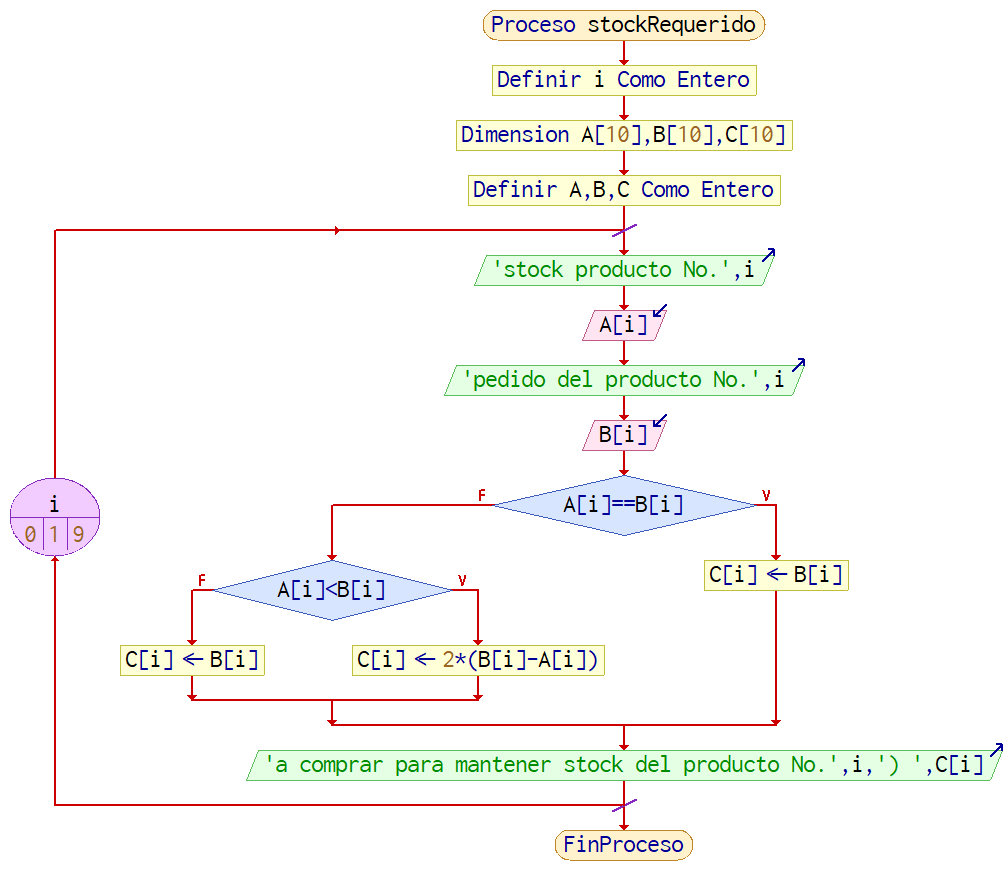 Proceso stockRequerido
Definir i Como Entero
Dimension A[10],B[10],C[10]
Definir A,B,C Como Entero
'stock producto No.',i
A[i]
'pedido del producto No.',i
B[i]
i
0 1 9
F
A[i]==B[i]
V
F
A[i]<B[i]
V
C[i] ← B[i]
C[i] ← B[i]
C[i] ← 2*(B[i]-A[i])
'a comprar para mantener stock del producto No.',i,') ',C[i]
FinProceso